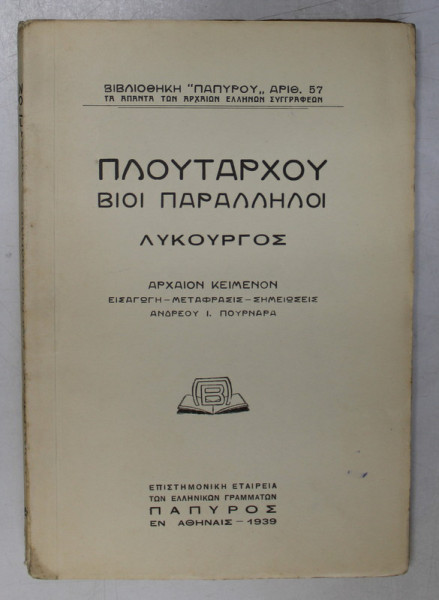 ΒΙΒΛΙΟΘΗΚΗ "ΠΑΠΥΡΟΥ„ ΑΡΙΘ. 57
ΤΑ ΑΠΑΝΤΑ ΤΩΝ ΑΡΧΑΙΩΝ ΕΛΛΗΝΩΝ ΣΥΓΓΡΑΦΕΩΝ
ΠΛΟΥΤΑΡΧΟΥ
ΒΙΟΙ ΠΑΡΑΛΛΗΛΟΙ
ΛΥΚΟΥΡΓΟΣ
ΑΡΧΑΙΟΝ ΚΕΙΜΕΝΟΝ
ΕΙΣΑΓΩΓΗ – ΜΕΤΑΦΡΑΣΙΣ – ΣΗΜΕΙΩΣΕΙΣ
ΑΝΔΡΕΟΥ Ι. ΠΟΥΡΝΑΡΑ
ΕΠΙΣΤΗΜΟΝΙΚΗ ΕΤΑΙΡΕΙΑ
ΤΩΝ ΕΛΛΗΝΙΚΩΝ ΓΡΑΜΜΑΤΩΝ
ΠΑΠΥΡΟΣ
ΕΝ ΑΘΗΝΑΙΣ – 1939